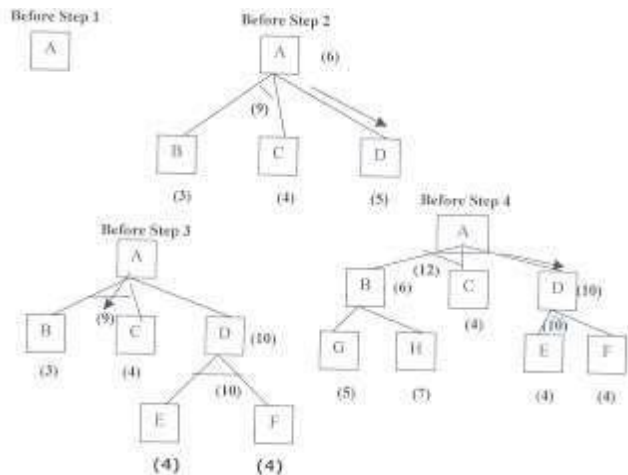 Before Step 1
A
Before Step 2
A (6)
(9)
B C D
(3) (4) (5)
Before Step 3
A
(9)
B C D (10)
(3) (4)
(10)
E F
(4) (4)
Before Step 4
A
(12)
B (6) C D (10)
(4) (10)
G H E F
(5) (7) (4) (4)